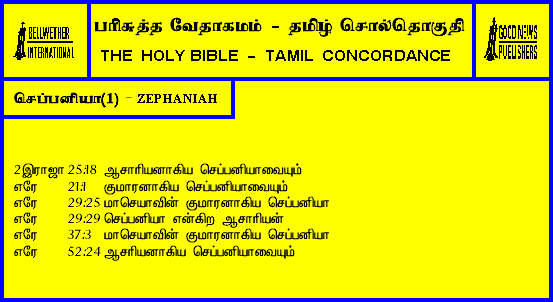 BELLWETHER
INTERNATIONAL
பரிசுத்த வேதாகமம் – தமிழ் சொல்தொகுதி
THE HOLY BIBLE – TAMIL CONCORDANCE
GOOD NEWS
PUBLISHERS
செப்பனியா(1) – ZEPHANIAH
2இராஜா 25:18 ஆசாரியனாகிய செப்பனியாவையும்
எரே 21:1 குமாரனாகிய செப்பனியாவையும்
எரே 29:25 மாசெயாவின் குமாரனாகிய செப்பனியா
எரே 29:29 செப்பனியா என்கிற ஆசாரியன்
எரே 37:3 மாசெயாவின் குமாரனாகிய செப்பனியா
எரே 52:24 ஆசரியனாகிய செப்பனியாவையும்